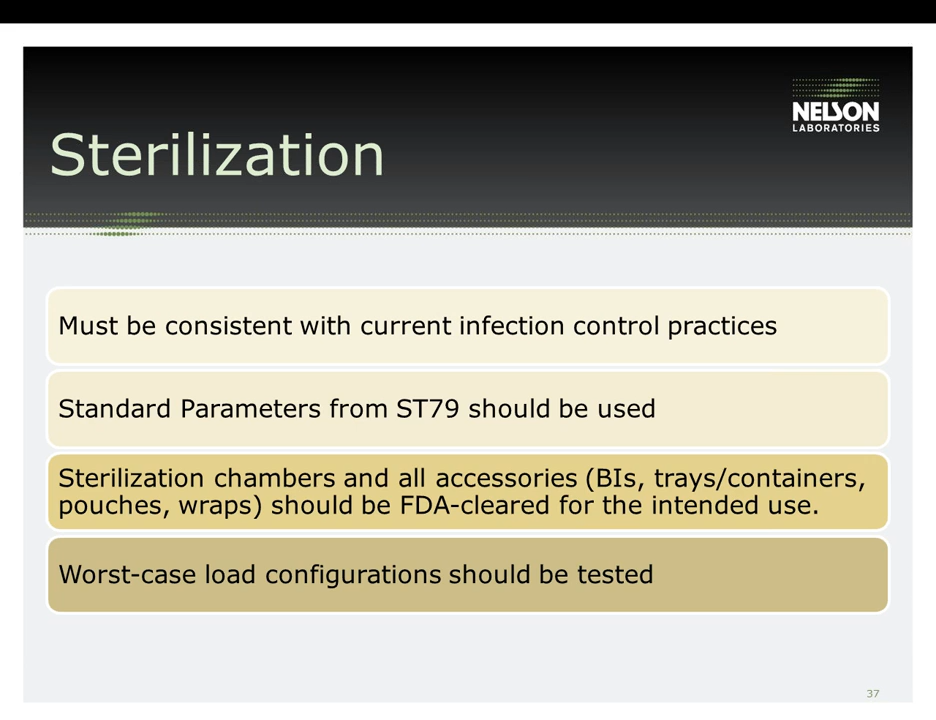 NELSON
LABORATORIES
Sterilization
Must be consistent with current infection control practices
Standard Parameters from ST79 should be used
Sterilization chambers and all accessories (BIs, trays/containers,
pouches, wraps) should be FDA-cleared for the intended use.
Worst-case load configurations should be tested
37